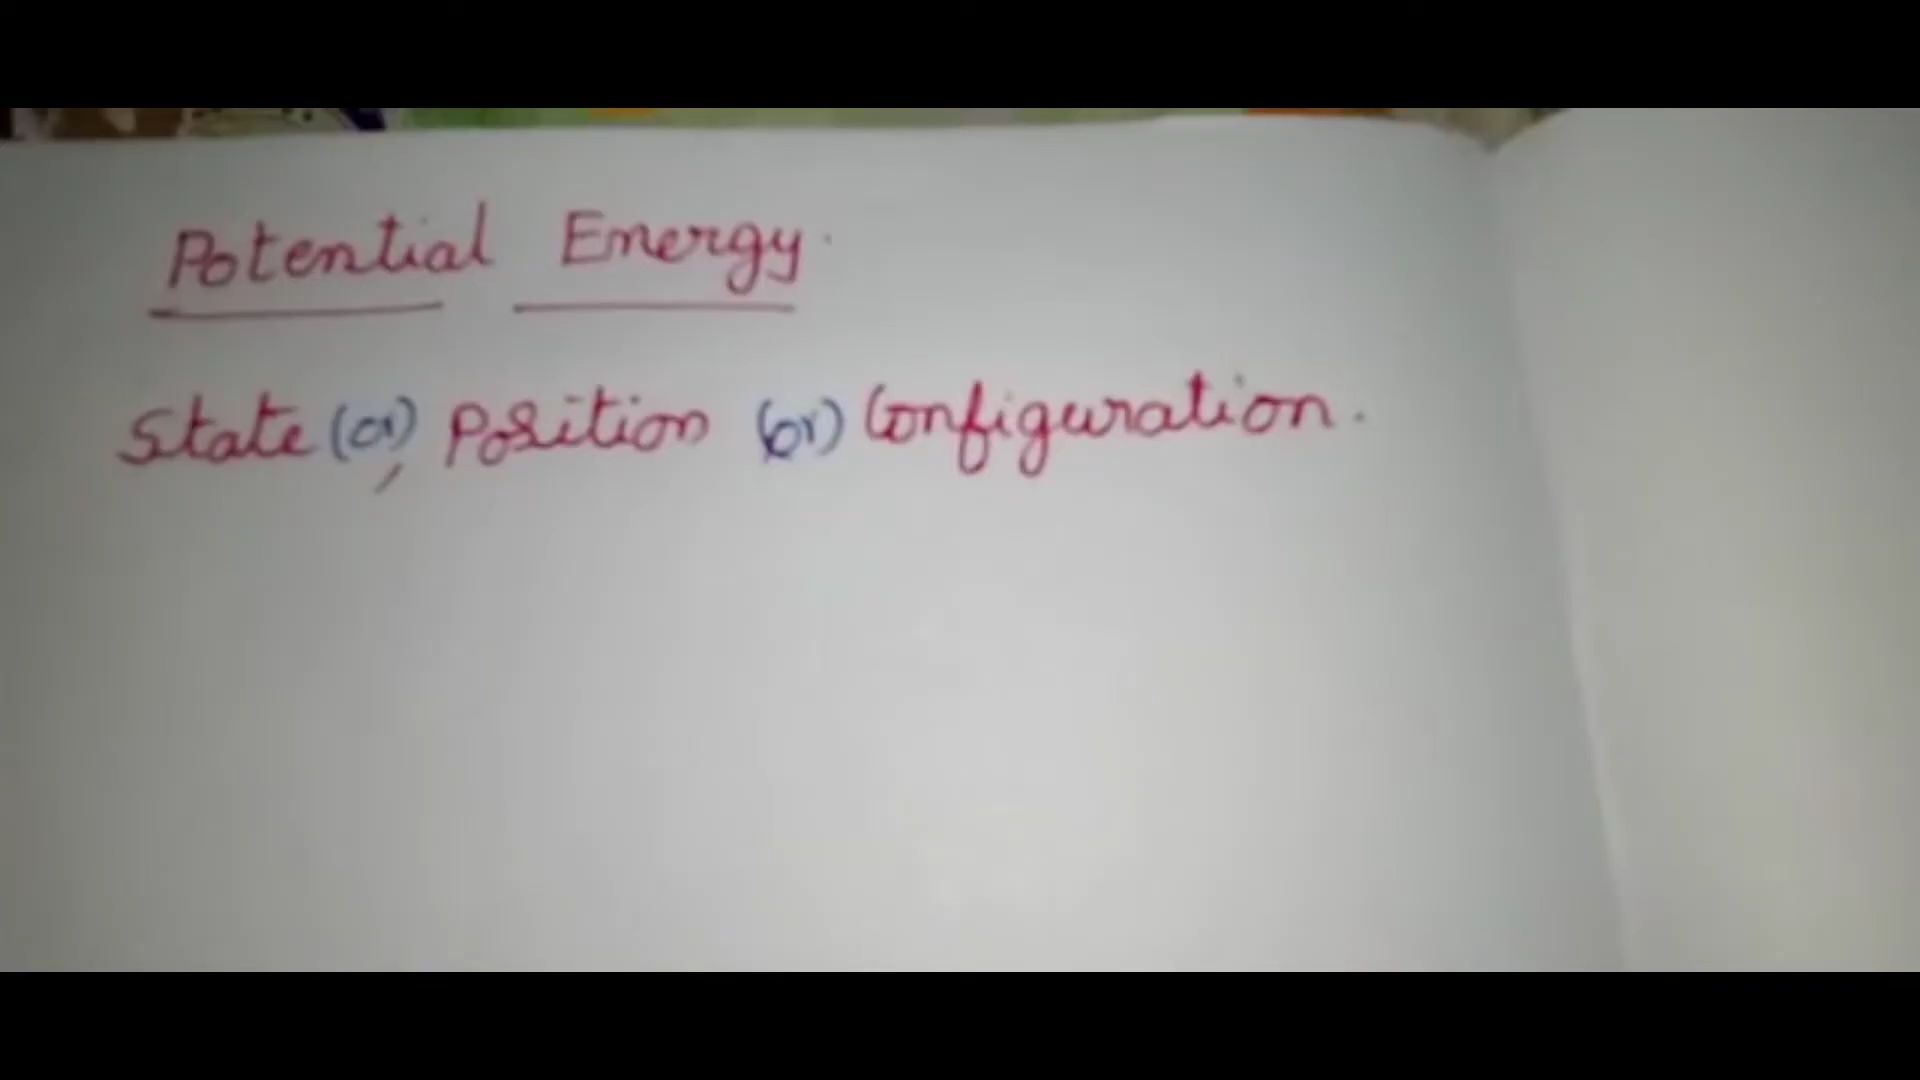 Potential Energy.
State (or) Position (or) Configuration.